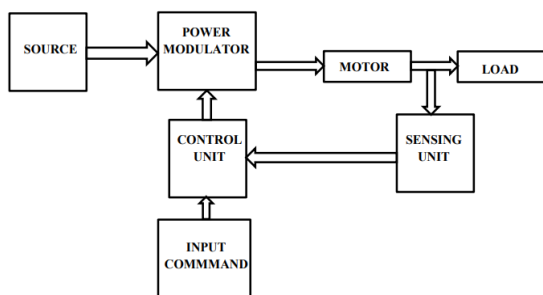 SOURCE
POWER
MODULATOR
MOTOR
LOAD
CONTROL
UNIT
SENSING
UNIT
INPUT
COMMMAND